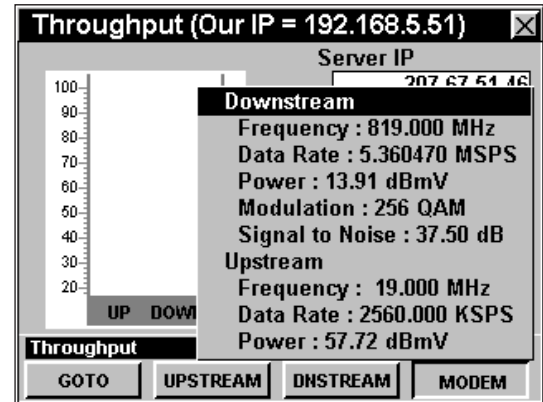 Throughput (Our IP = 192.168.5.51)
Server IP
207.67.51.46
100
90
80
70
60
50
40
30
20
UP
Downstream
Frequency : 819.000 MHz
Data Rate : 5.360470 MSPS
Power : 13.91 dBmV
Modulation : 256 QAM
Signal to Noise : 37.50 dB
Upstream
Frequency : 19.000 MHz
Data Rate : 2560.000 KSPS
Power : 57.72 dBmV
Throughput
GOTO
UPSTREAM
DNSTREAM
MODEM